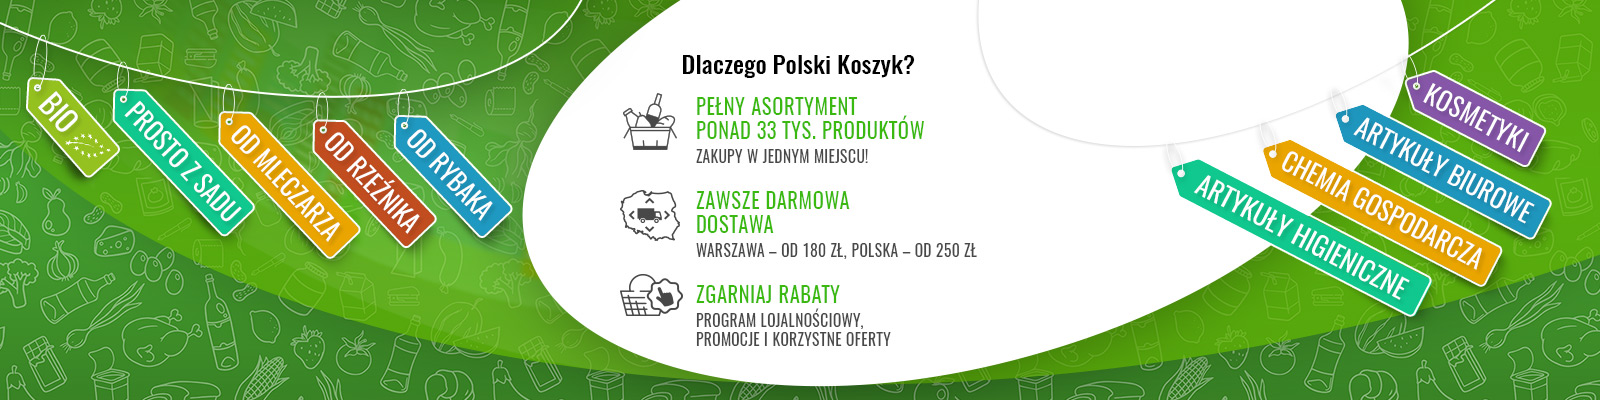 BIO
PROSTO Z SADU
OD MLECZARZA
OD RZEŹNIKA
OD RYBAKA
Dlaczego Polski Koszyk?
PEŁNY ASORTYMENT
PONAD 33 TYS. PRODUKTÓW
ZAKUPY W JEDNYM MIEJSCU!
ZAWSZE DARMOWA
DOSTAWA
WARSZAWA – OD 180 ZŁ, POLSKA – OD 250 ZŁ
ZGARNIAJ RABATY
PROGRAM LOJALNOŚCIOWY,
PROMOCJE I KORZYSTNE OFERTY
ARTYKUŁY HIGIENICZNE
CHEMIA GOSPODARCZA
ARTYKUŁY BIUROWE
KOSMETYKI